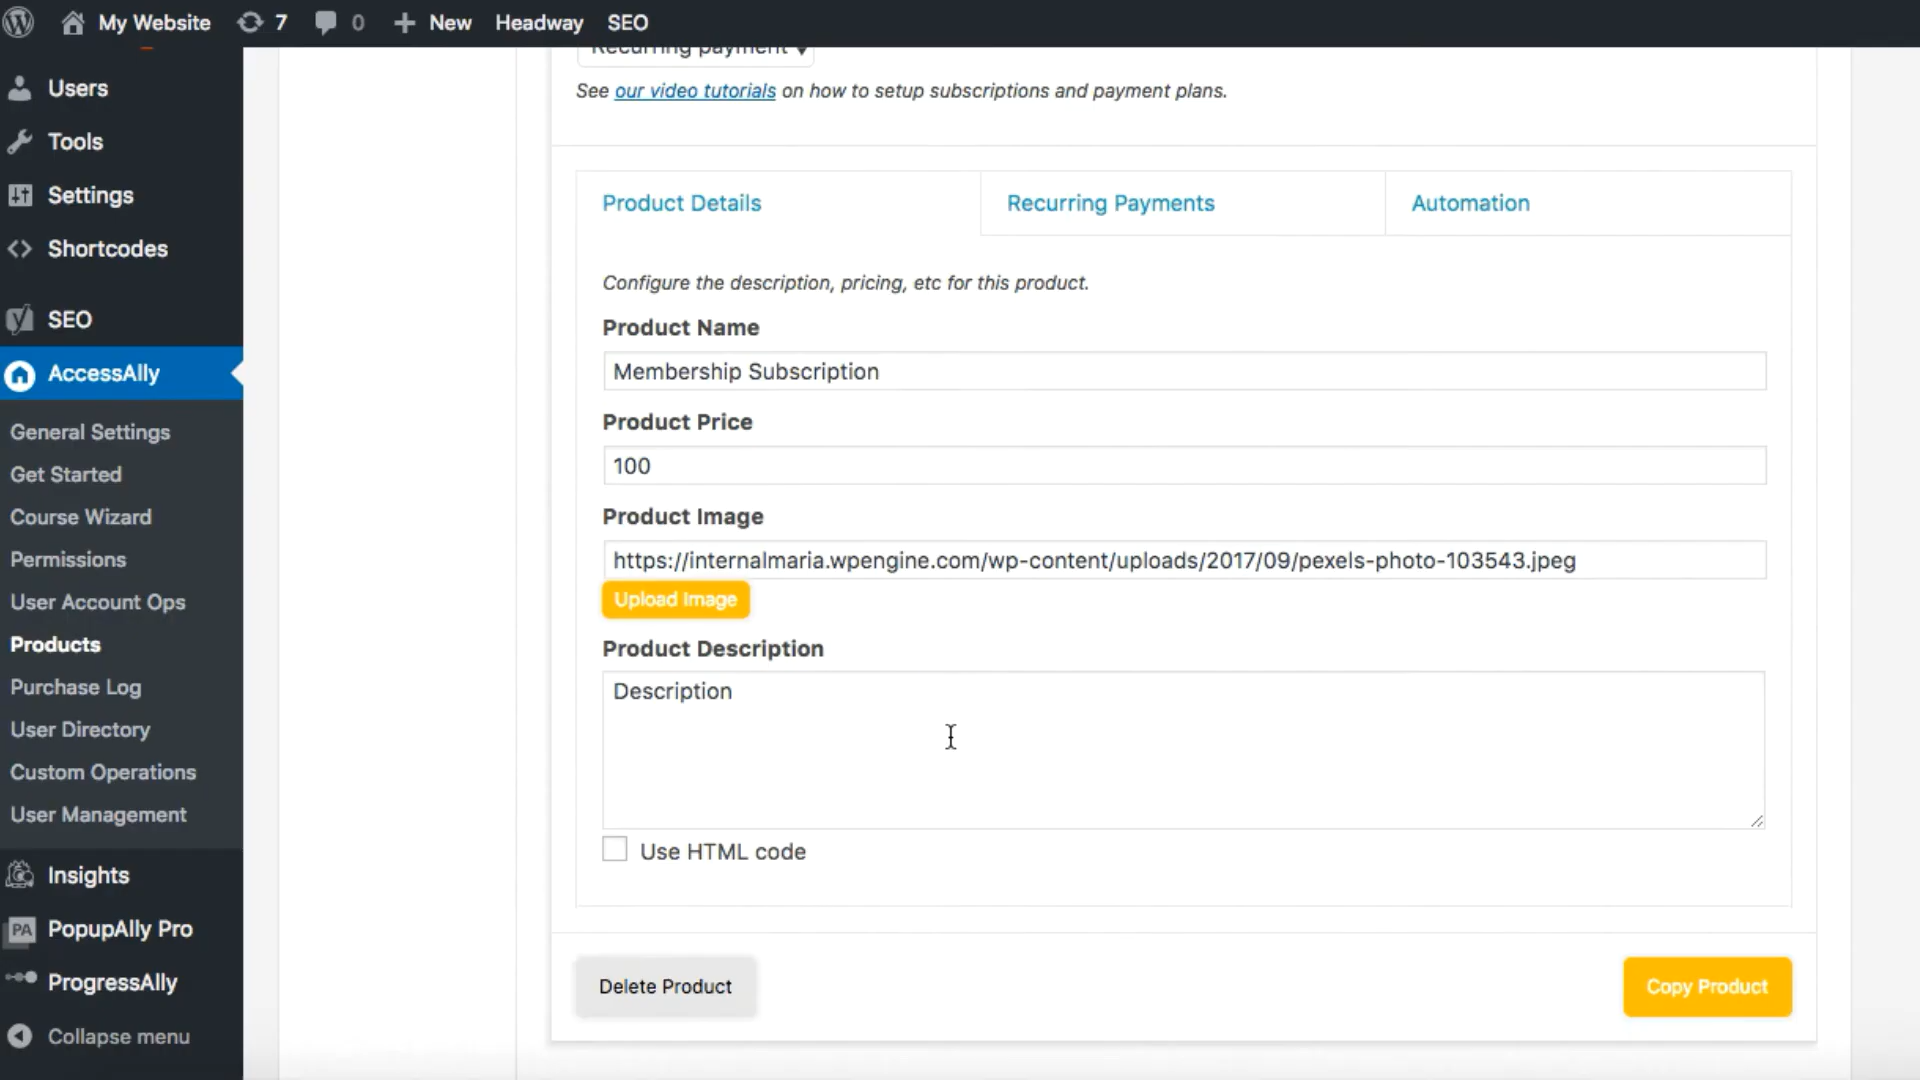 My Website
7
0
New
Headway
SEO
Users
Tools
Settings
Shortcodes
SEO
AccessAlly
General Settings
Get Started
Course Wizard
Permissions
User Account Ops
Products
Purchase Log
User Directory
Custom Operations
User Management
Insights
PA
PopupAlly Pro
ProgressAlly
Collapse menu
Recurring payment
See our video tutorials on how to setup subscriptions and payment plans.
Product Details
Recurring Payments
Automation
Configure the description, pricing, etc for this product.
Product Name
Membership Subscription
Product Price
100
Product Image
https://internalmaria.wpengine.com/wp-content/uploads/2017/09/pexels-photo-103543.jpeg
Upload Image
Product Description
Description
Use HTML code
Delete Product
Copy Product